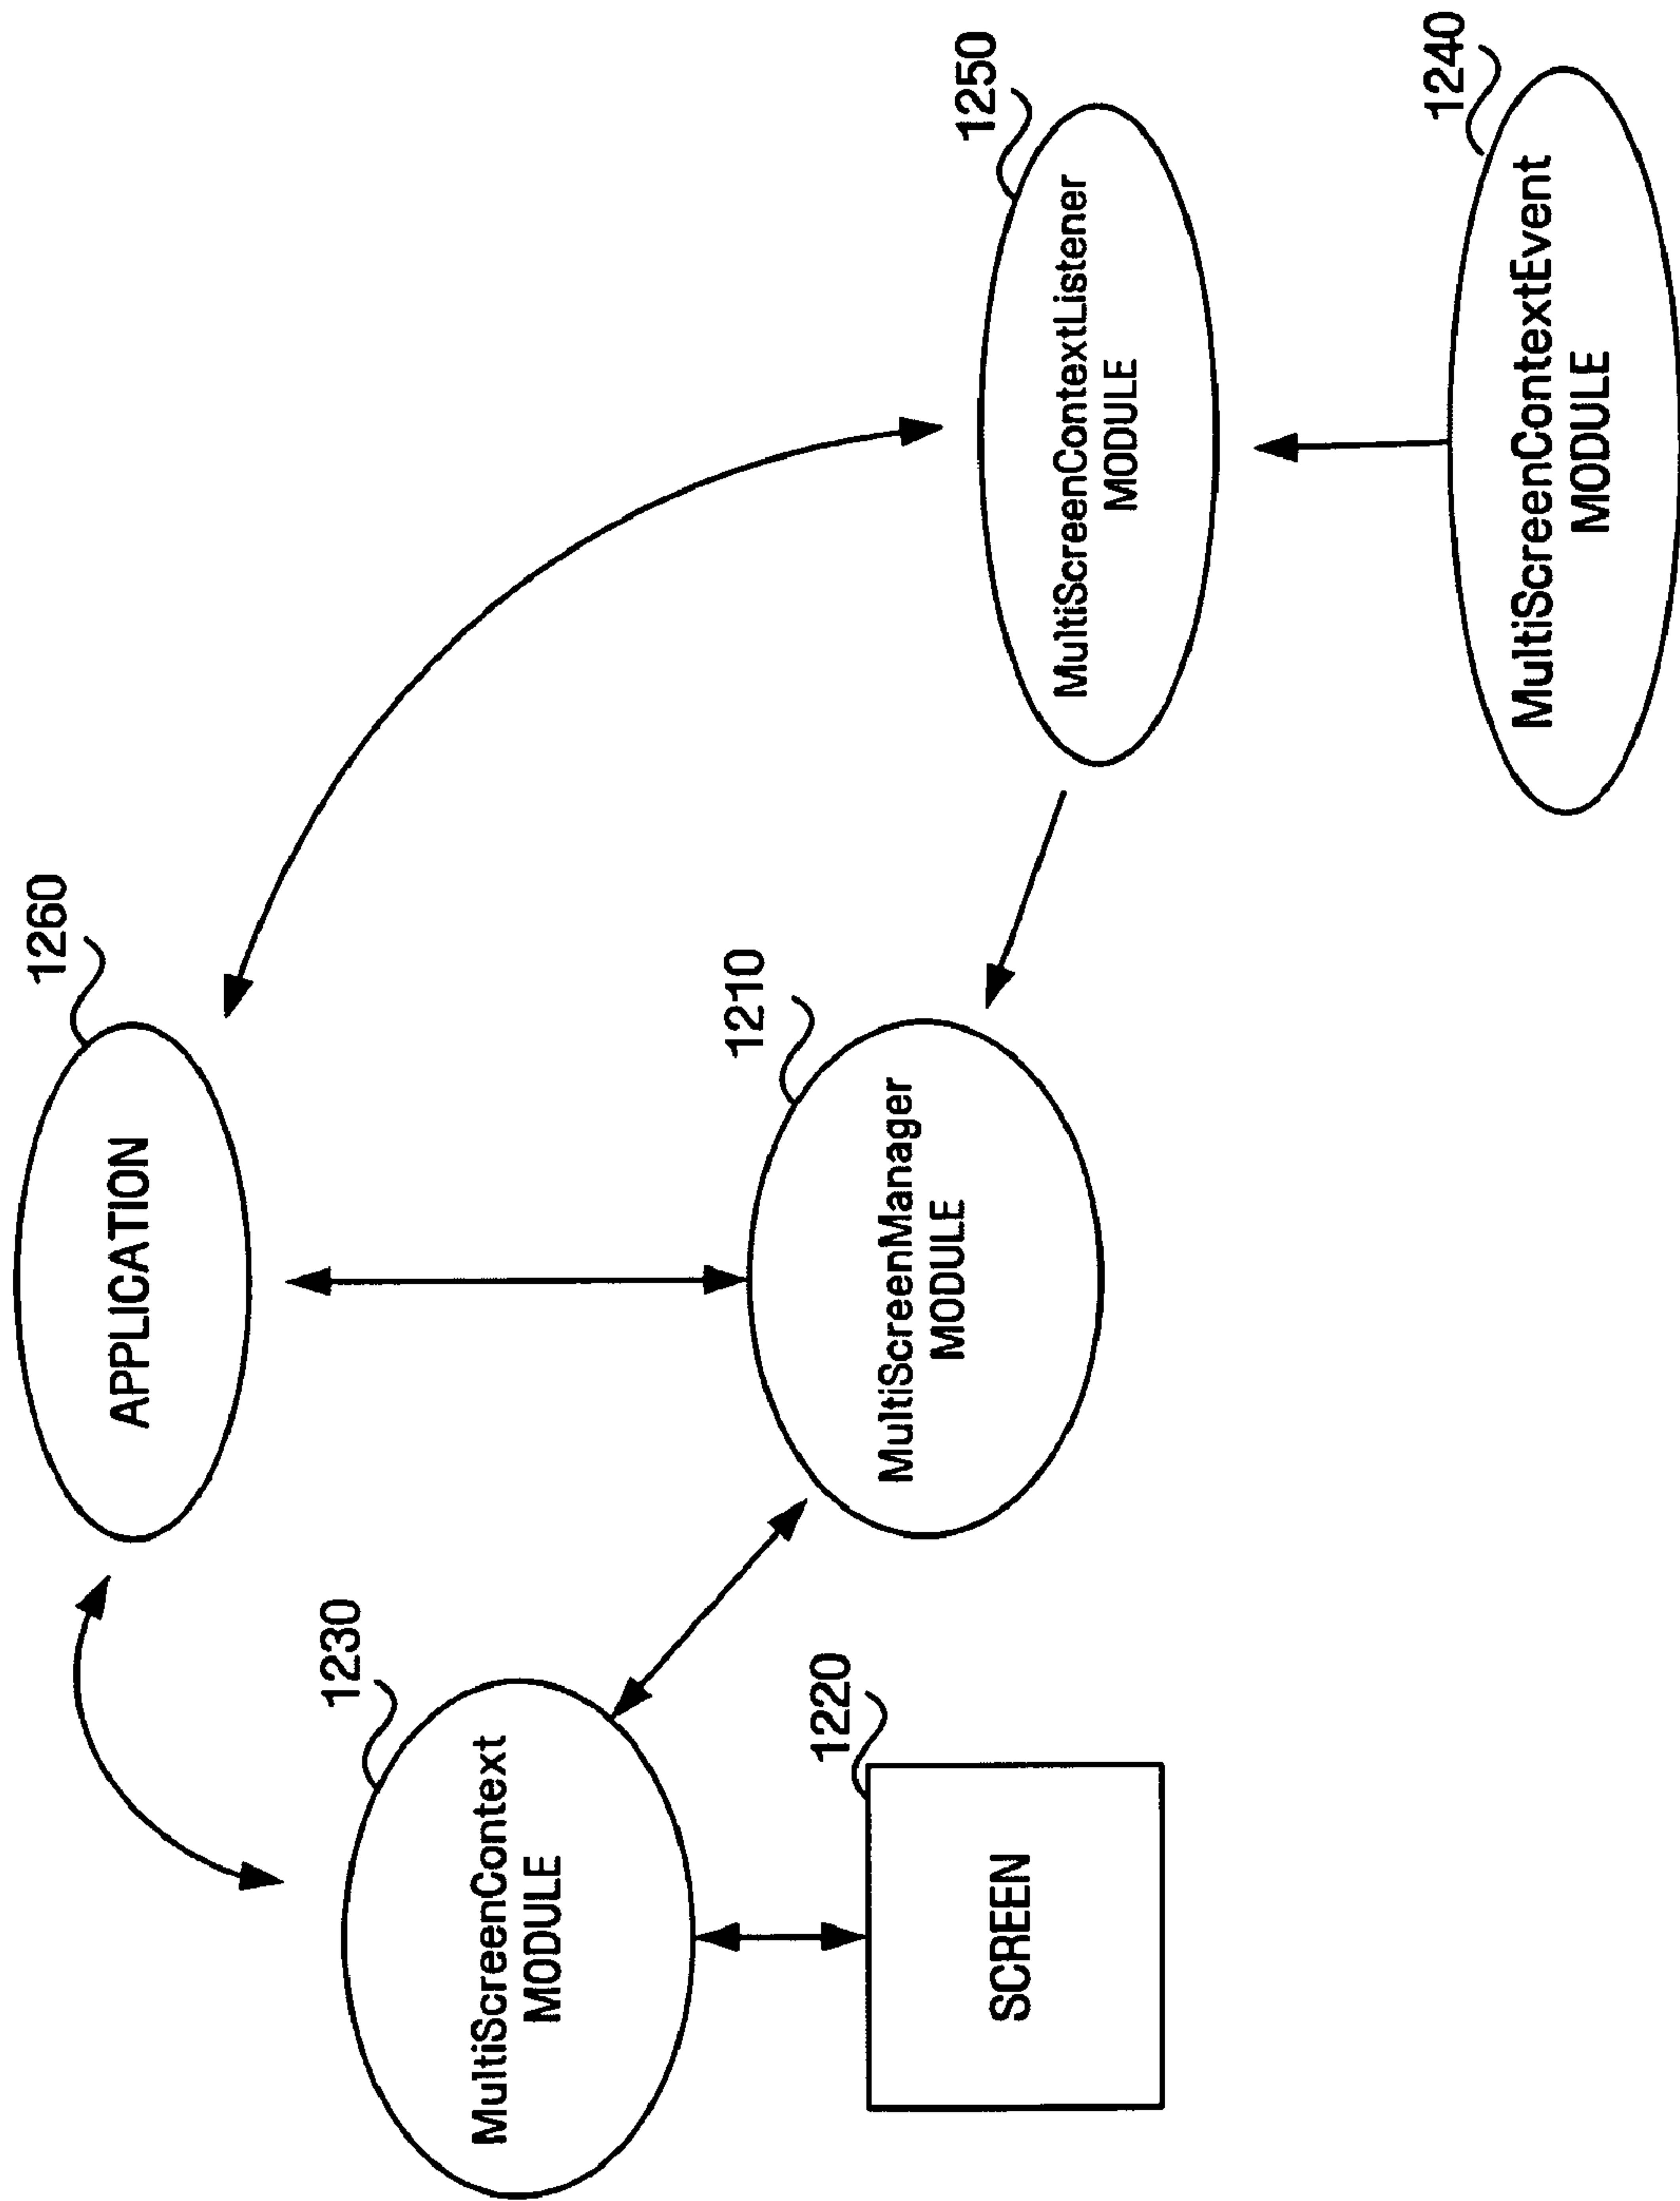 1260
APPLICATION
1230
MultiScreenContext
MODULE
1210
MultiScreenManager
MODULE
1250
MultiScreenContextListener
MODULE
1220
SCREEN
1240
MultiScreenContextEvent
MODULE